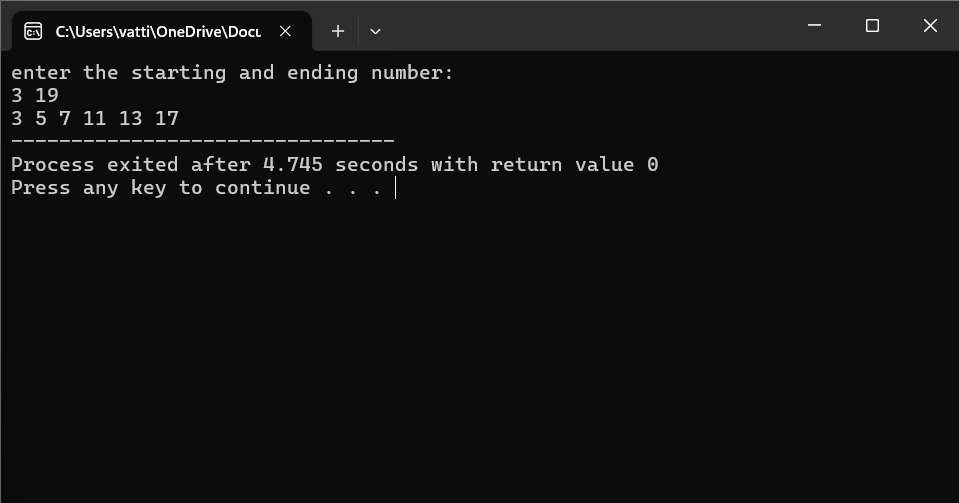 C:\Users\vatti\OneDrive\Docu
enter the starting and ending number:
3 19
3 5 7 11 13 17
--------------------------------
Process exited after 4.745 seconds with return value 0
Press any key to continue . . .